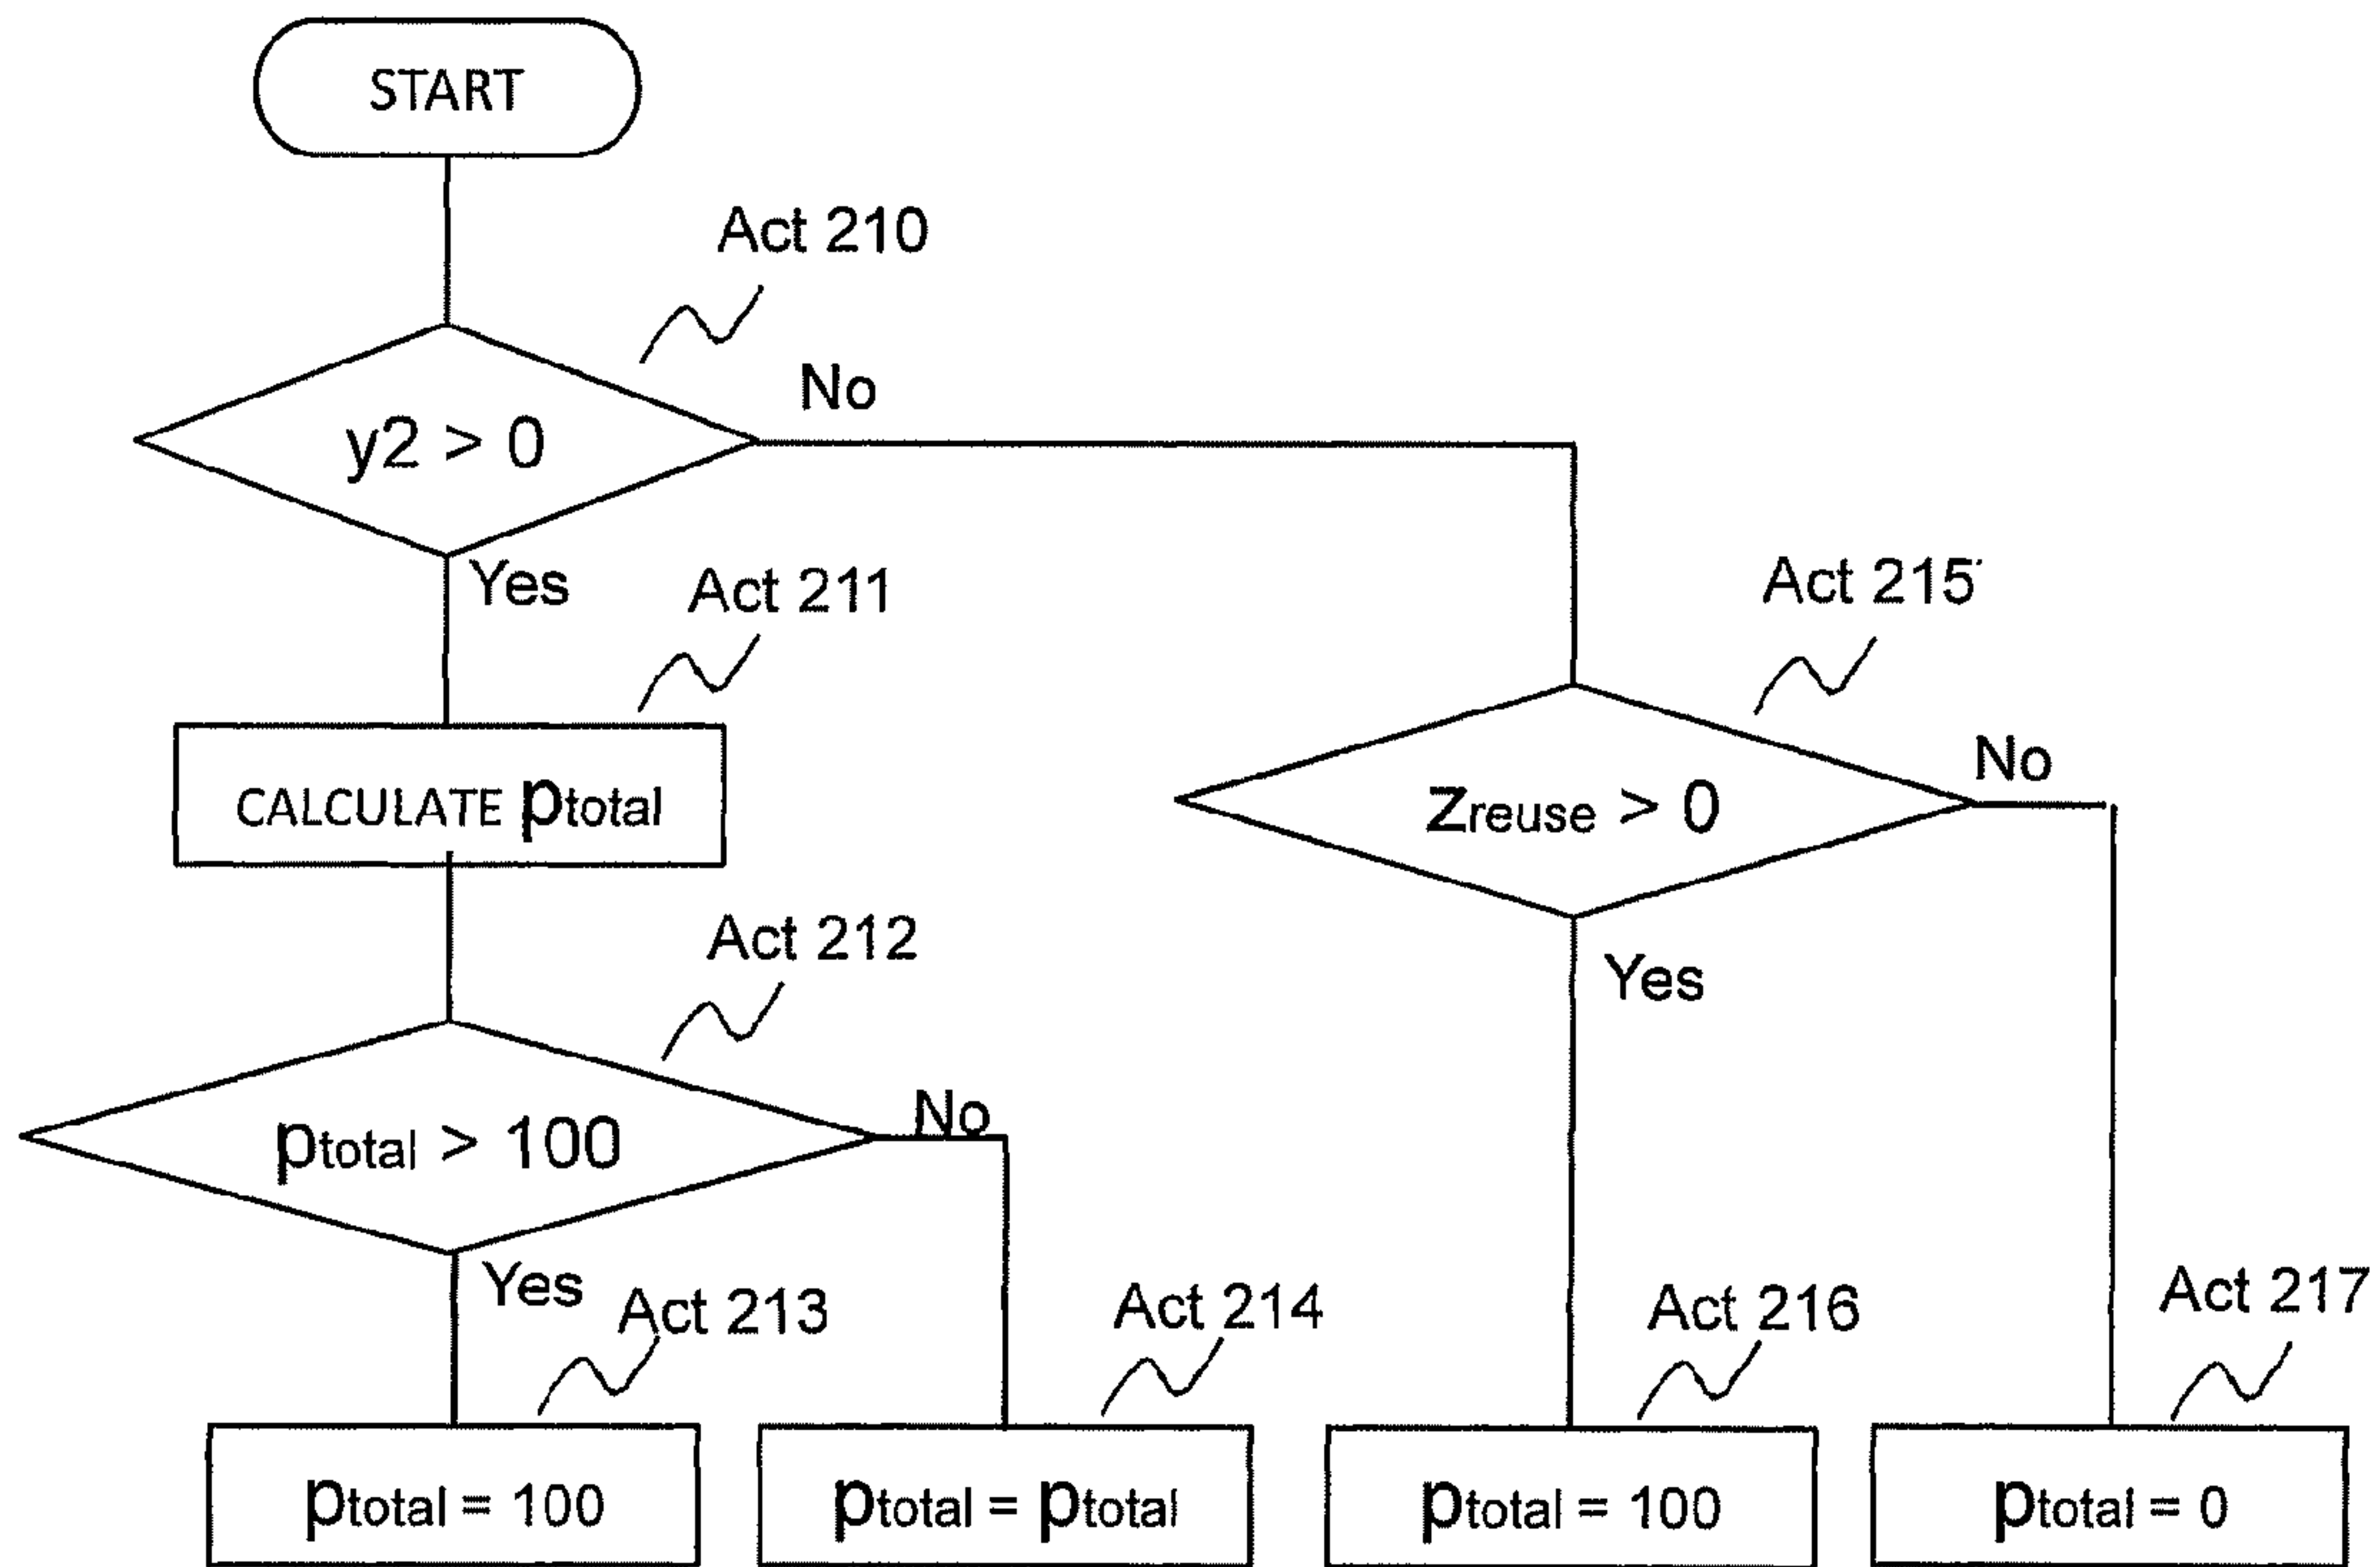 START
Act 210
y2 > 0
No
Yes
Act 211
Act 215
CALCULATE ptotal
zreuse > 0
No
Act 212
Yes
ptotal > 100
No
Yes
Act 213
Act 214
Act 216
Act 217
ptotal = 100
ptotal = ptotal
ptotal = 100
ptotal = 0